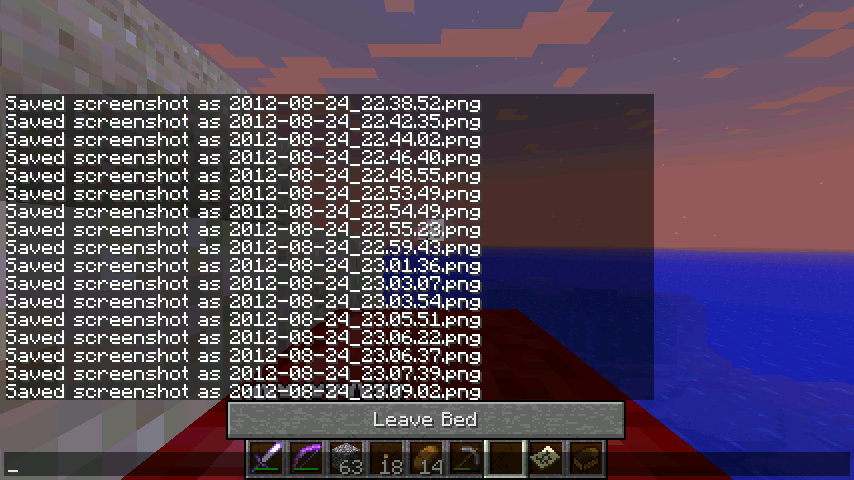 Saved screenshot as 2012-08-24_22.38.52.png
Saved screenshot as 2012-08-24_22.42.35.png
Saved screenshot as 2012-08-24_22.44.02.png
Saved screenshot as 2012-08-24_22.46.40.png
Saved screenshot as 2012-08-24_22.48.55.png
Saved screenshot as 2012-08-24_22.53.49.png
Saved screenshot as 2012-08-24_22.54.49.png
Saved screenshot as 2012-08-24_22.55.23.png
Saved screenshot as 2012-08-24_22.59.43.png
Saved screenshot as 2012-08-24_23.01.36.png
Saved screenshot as 2012-08-24_23.03.07.png
Saved screenshot as 2012-08-24_23.03.54.png
Saved screenshot as 2012-08-24_23.05.51.png
Saved screenshot as 2012-08-24_23.06.22.png
Saved screenshot as 2012-08-24_23.06.37.png
Saved screenshot as 2012-08-24_23.07.39.png
Saved screenshot as 2012-08-24_23.09.02.png
Leave Bed
63 18 14
_